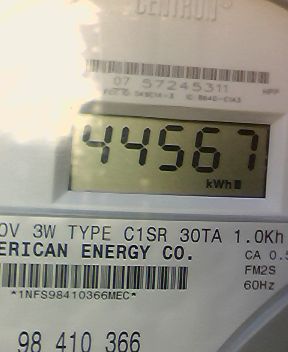 CENTRON®
07 57245311
HPP
44567
kWh
0V 3W TYPE C1SR 30TA 1.0Kh
ERICAN ENERGY CO.
CA 0.5
FM2S
*1NFS98410366MEC*
60Hz
98 410 366